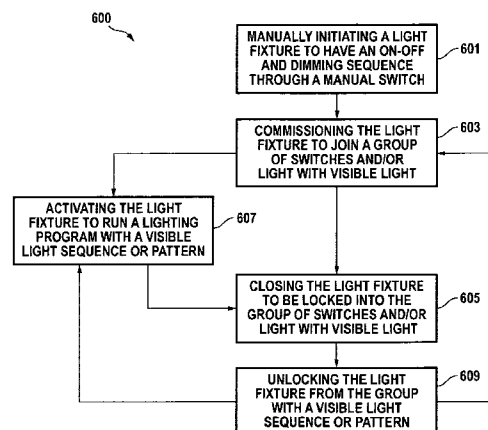 600
MANUALLY INITIATING A LIGHT
FIXTURE TO HAVE AN ON-OFF
AND DIMMING SEQUENCE
THROUGH A MANUAL SWITCH
601
COMMISSIONING THE LIGHT
FIXTURE TO JOIN A GROUP
OF SWITCHES AND/OR
LIGHT WITH VISIBLE LIGHT
603
ACTIVATING THE LIGHT
FIXTURE TO RUN A LIGHTING
PROGRAM WITH A VISIBLE
LIGHT SEQUENCE OR PATTERN
607
CLOSING THE LIGHT FIXTURE
TO BE LOCKED INTO THE
GROUP OF SWITCHES AND/OR
LIGHT WITH VISIBLE LIGHT
605
UNLOCKING THE LIGHT
FIXTURE FROM THE GROUP
WITH A VISIBLE LIGHT
SEQUENCE OR PATTERN
609